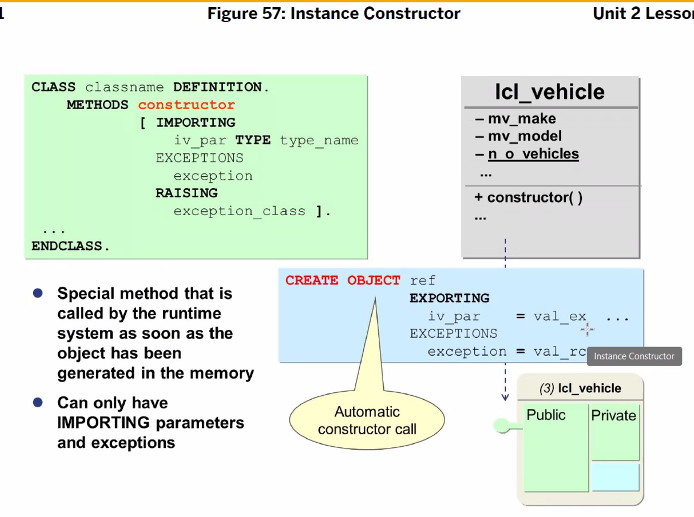 1
Figure 57: Instance Constructor
Unit 2 Lesson
CLASS classname DEFINITION.
METHODS constructor
[ IMPORTING
iv_par TYPE type_name
EXCEPTIONS
exception
RAISING
exception_class ].
...
ENDCLASS.
lcl_vehicle
– mv_make
– mv_model
– n_o_vehicles
...
+ constructor( )
...
Special method that is
called by the runtime
system as soon as the
object has been
generated in the memory
Can only have
IMPORTING parameters
and exceptions
CREATE OBJECT ref
EXPORTING
iv_par = val_ex ...
EXCEPTIONS
exception = val_rc
Instance Constructor
Automatic
constructor call
(3) lcl_vehicle
Public Private